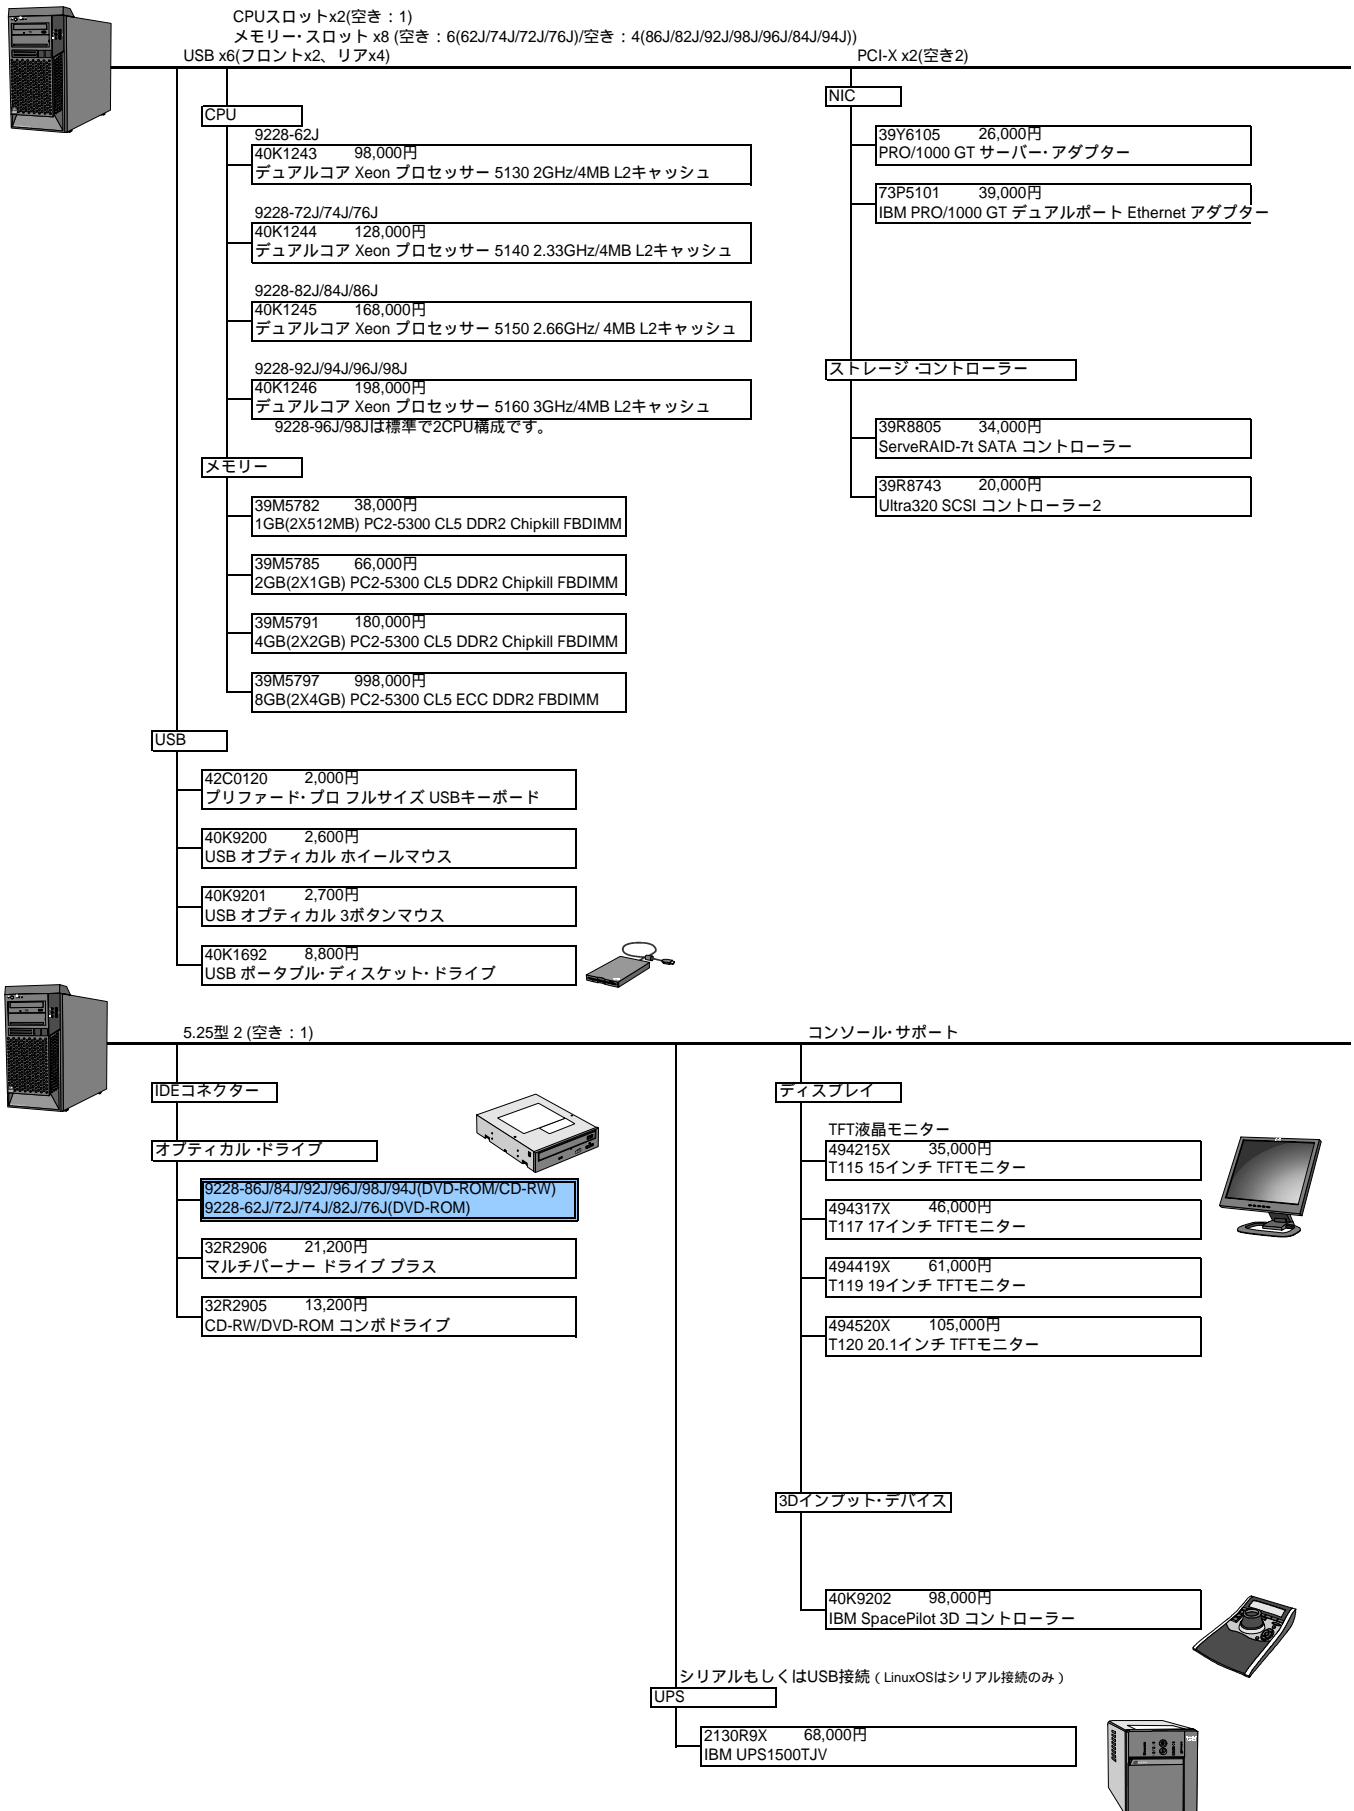 CPUスロットx2(空き：1)
メモリー・スロット x8 (空き：6(62J/74J/72J/76J)/空き：4(86J/82J/92J/98J/96J/84J/94J))
USB x6(フロントx2、リアx4)
PCI-X x2(空き2)
CPU
9228-62J
40K1243 98,000円
デュアルコア Xeon プロセッサー 5130 2GHz/4MB L2キャッシュ
9228-72J/74J/76J
40K1244 128,000円
デュアルコア Xeon プロセッサー 5140 2.33GHz/4MB L2キャッシュ
9228-82J/84J/86J
40K1245 168,000円
デュアルコア Xeon プロセッサー 5150 2.66GHz/ 4MB L2キャッシュ
9228-92J/94J/96J/98J
40K1246 198,000円
デュアルコア Xeon プロセッサー 5160 3GHz/4MB L2キャッシュ
9228-96J/98Jは標準で2CPU構成です。
メモリー
39M5782 38,000円
1GB(2X512MB) PC2-5300 CL5 DDR2 Chipkill FBDIMM
39M5785 66,000円
2GB(2X1GB) PC2-5300 CL5 DDR2 Chipkill FBDIMM
39M5791 180,000円
4GB(2X2GB) PC2-5300 CL5 DDR2 Chipkill FBDIMM
39M5797 998,000円
8GB(2X4GB) PC2-5300 CL5 ECC DDR2 FBDIMM
USB
42C0120 2,000円
プリファード・プロ フルサイズ USBキーボード
40K9200 2,600円
USB オプティカル ホイールマウス
40K9201 2,700円
USB オプティカル 3ボタンマウス
40K1692 8,800円
USB ポータブル・ディスケット・ドライブ
NIC
39Y6105 26,000円
PRO/1000 GT サーバー・アダプター
73P5101 39,000円
IBM PRO/1000 GT デュアルポート Ethernet アダプター
ストレージ・コントローラー
39R8805 34,000円
ServeRAID-7t SATA コントローラー
39R8743 20,000円
Ultra320 SCSI コントローラー2
5.25型 2 (空き：1)
コンソール・サポート
IDEコネクター
オプティカル・ドライブ
9228-86J/84J/92J/96J/98J/94J(DVD-ROM/CD-RW)
9228-62J/72J/74J/82J/76J(DVD-ROM)
32R2906 21,200円
マルチバーナー ドライブ プラス
32R2905 13,200円
CD-RW/DVD-ROM コンボドライブ
ディスプレイ
TFT液晶モニター
494215X 35,000円
T115 15インチ TFTモニター
494317X 46,000円
T117 17インチ TFTモニター
494419X 61,000円
T119 19インチ TFTモニター
494520X 105,000円
T120 20.1インチ TFTモニター
3Dインプット・デバイス
40K9202 98,000円
IBM SpacePilot 3D コントローラー
シリアルもしくはUSB接続（LinuxOSはシリアル接続のみ）
UPS
2130R9X 68,000円
IBM UPS1500TJV